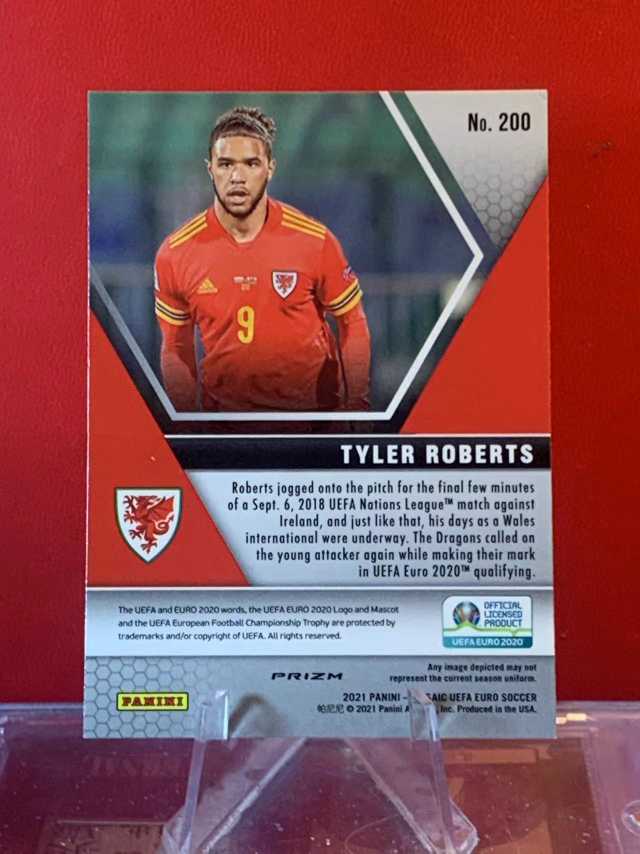 No. 200
9
TYLER ROBERTS
Roberts jogged onto the pitch for the final few minutes
of a Sept. 6, 2018 UEFA Nations League™ match against
Ireland, and just like that, his days as a Wales
international were underway. The Dragons called on
the young attacker again while making their mark
in UEFA Euro 2020™ qualifying.
The UEFA and EURO 2020 words, the UEFA EURO 2020 Logo and Mascot
and the UEFA European Football Championship Trophy are protected by
trademarks and/or copyright of UEFA. All rights reserved.
OFFICIAL
LICENSED
PRODUCT
UEFA EURO2020
PRIZM
Any image depicted may not
represent the current season uniform.
PANINI
2021 PANINI – UEFA EURO SOCCER
帕尼尼 © 2021 Panini Inc. Produced in the USA.